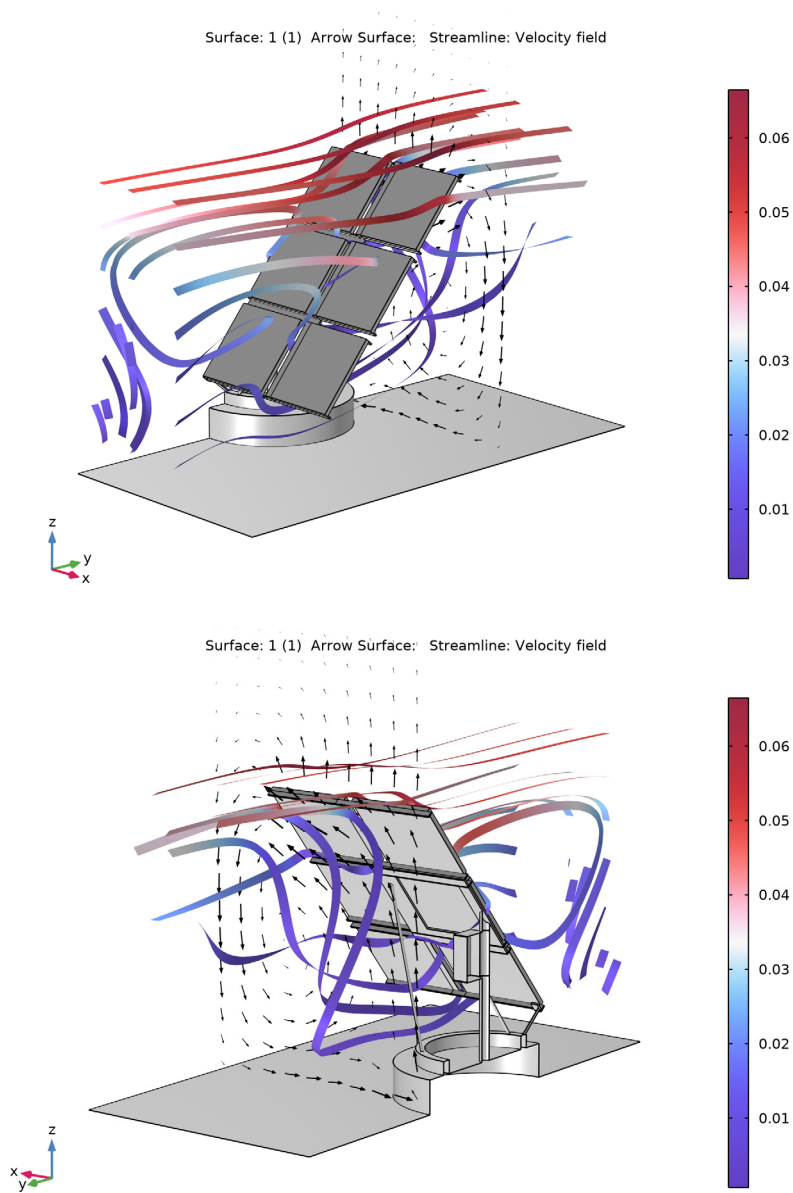 Surface: 1 (1)  Arrow Surface:   Streamline: Velocity field
0.06
0.05
0.04
0.03
0.02
0.01
z
y
x
Surface: 1 (1)  Arrow Surface:   Streamline: Velocity field
0.06
0.05
0.04
0.03
0.02
0.01
z
x
y